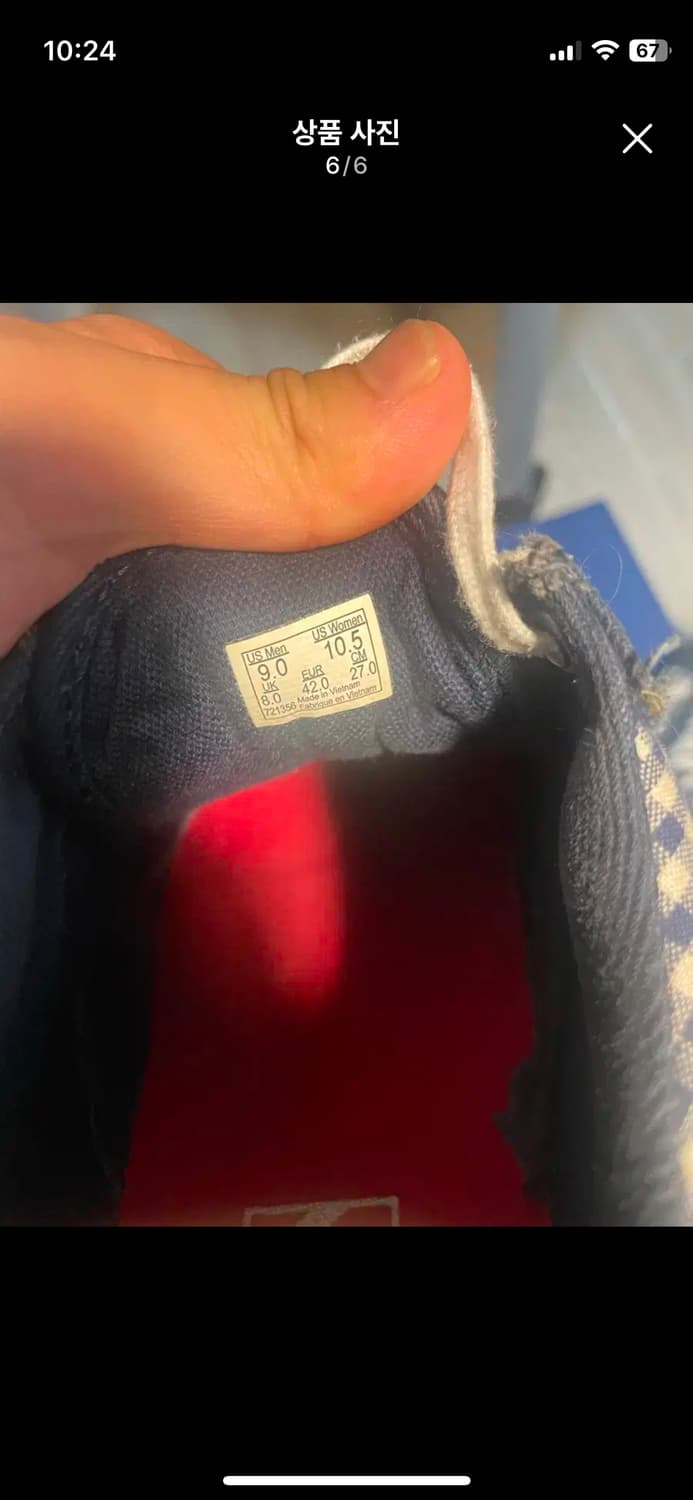 10:24
67
상품 사진
6/6
US Men US Women
9.0 10.5
UK EUR CM
8.0 42.0 27.0
721356 Made in Vietnam
Fabriqué en Vietnam